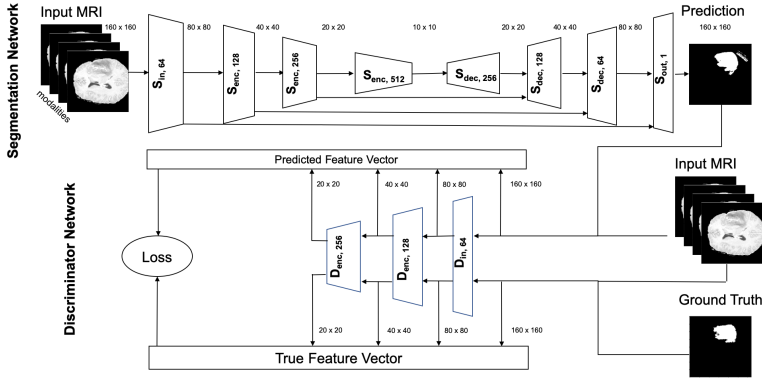 Segmentation Network
Input MRI
160 x 160
80 x 80
40 x 40
20 x 20
10 x 10
20 x 20
40 x 40
80 x 80
Prediction
160 x 160
modalities
S in, 64
S enc, 128
S enc, 256
S enc, 512
S dec, 256
S dec, 128
S dec, 64
S out, 1
Discriminator Network
Predicted Feature Vector
Input MRI
20 x 20
40 x 40
80 x 80
160 x 160
Loss
D enc, 256
D enc, 128
D in, 64
Ground Truth
20 x 20
40 x 40
80 x 80
160 x 160
True Feature Vector